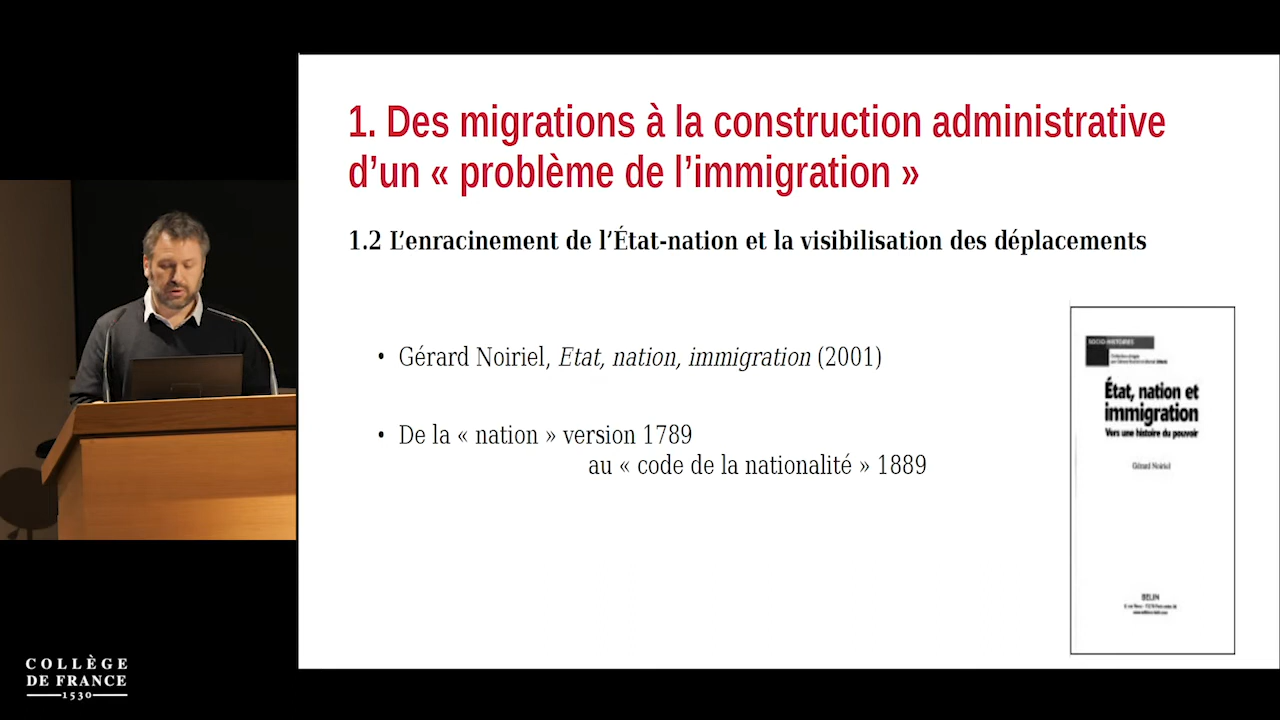 1. Des migrations à la construction administrative
d’un « problème de l’immigration »
1.2 L’enracinement de l’État-nation et la visibilisation des déplacements
• Gérard Noiriel, Etat, nation, immigration (2001)
• De la « nation » version 1789
au « code de la nationalité » 1889
SOCIO-HISTOIRES
État, nation et
immigration
Vers une histoire du pouvoir
Gérard Noiriel
BELIN
COLLÈGE
DE FRANCE
1530